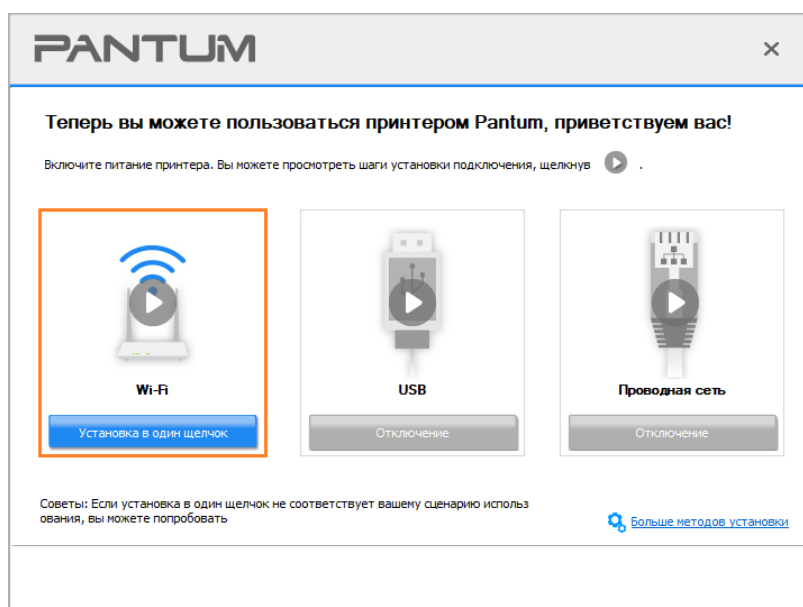 PANTUM
Теперь вы можете пользоваться принтером Pantum, приветствуем вас!
Включите питание принтера. Вы можете просмотреть шаги установки подключения, щелкнув .
Wi-Fi
USB
Проводная сеть
Установка в один щелчок
Отключение
Отключение
Советы: Если установка в один щелчок не соответствует вашему сценарию использ
ования, вы можете попробовать
Больше методов установки